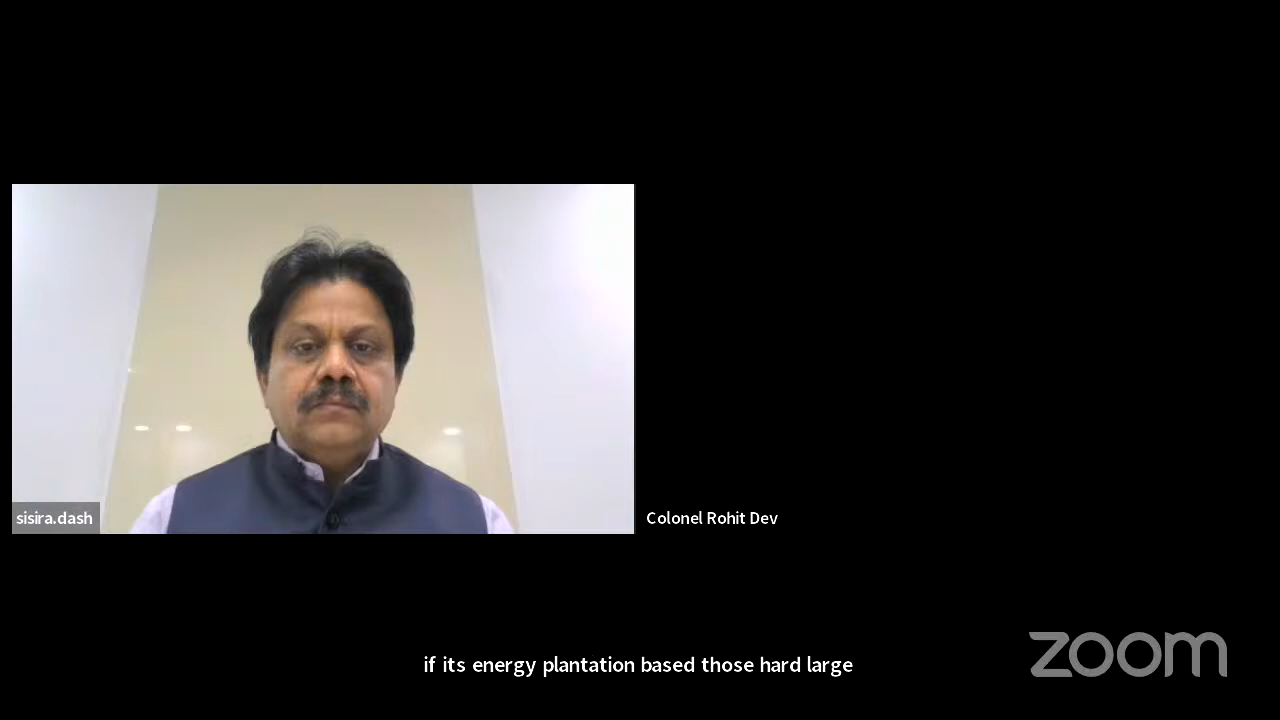 sisira.dash
Colonel Rohit Dev
if its energy plantation based those hard large
zoom